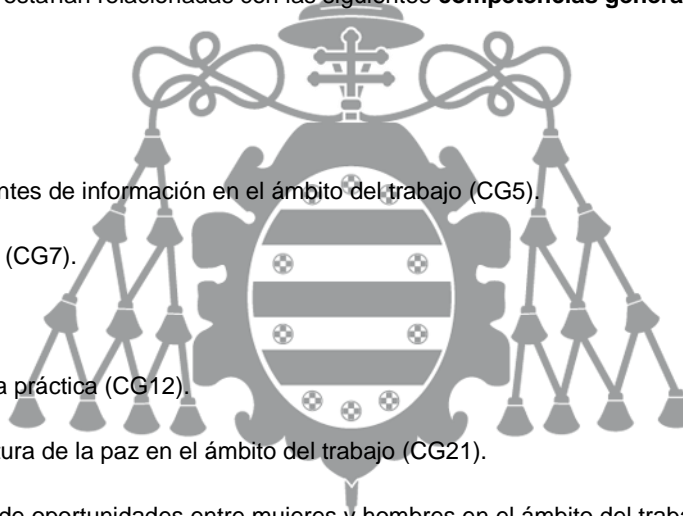 estarían relacionadas con las siguientes competencias genera
ntes de información en el ámbito del trabajo (CG5).
(CG7).
a práctica (CG12).
tura de la paz en el ámbito del trabajo (CG21).
de oportunidades entre mujeres y hombres en el ámbito del traba